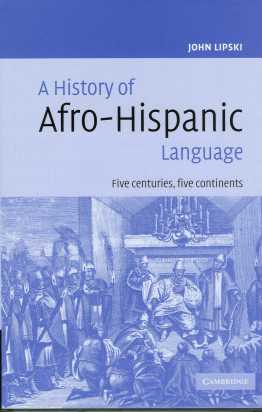 JOHN LIPSKI
A History of
Afro-Hispanic
Language
Five centuries, five continents
CAMBRIDGE